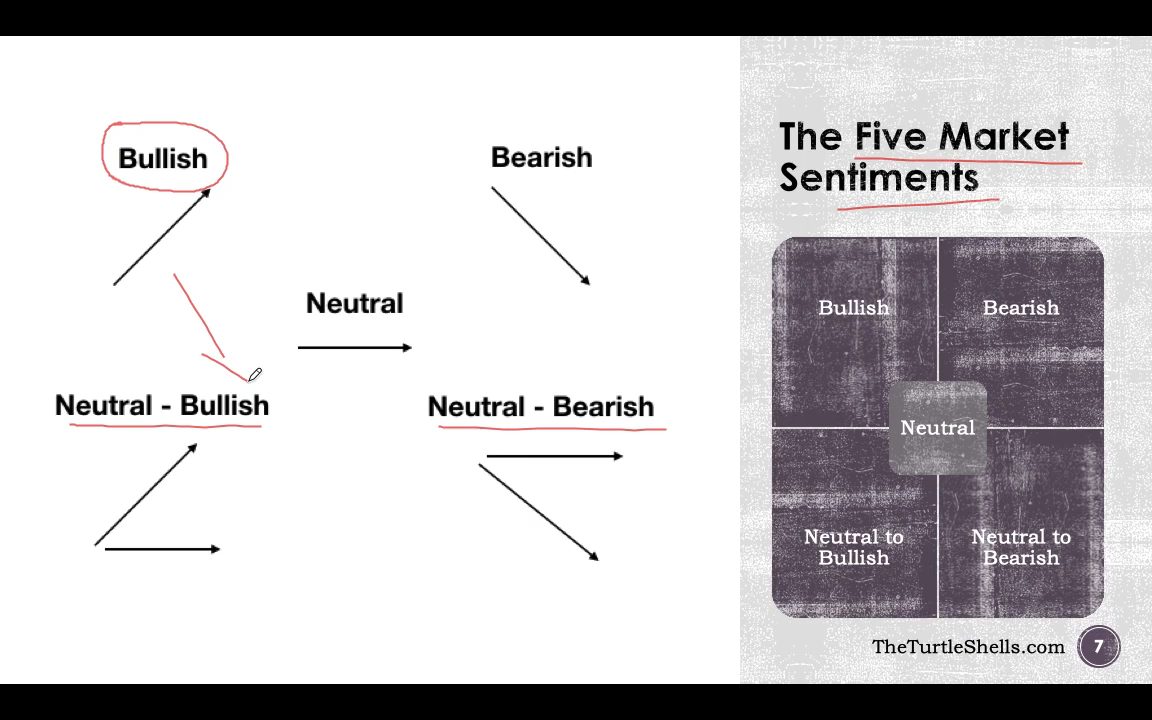 Bullish
Bearish
Neutral
Neutral - Bullish
Neutral - Bearish
The Five Market
Sentiments
Bullish
Bearish
Neutral
Neutral to
Bullish
Neutral to
Bearish
TheTurtleShells.com
7